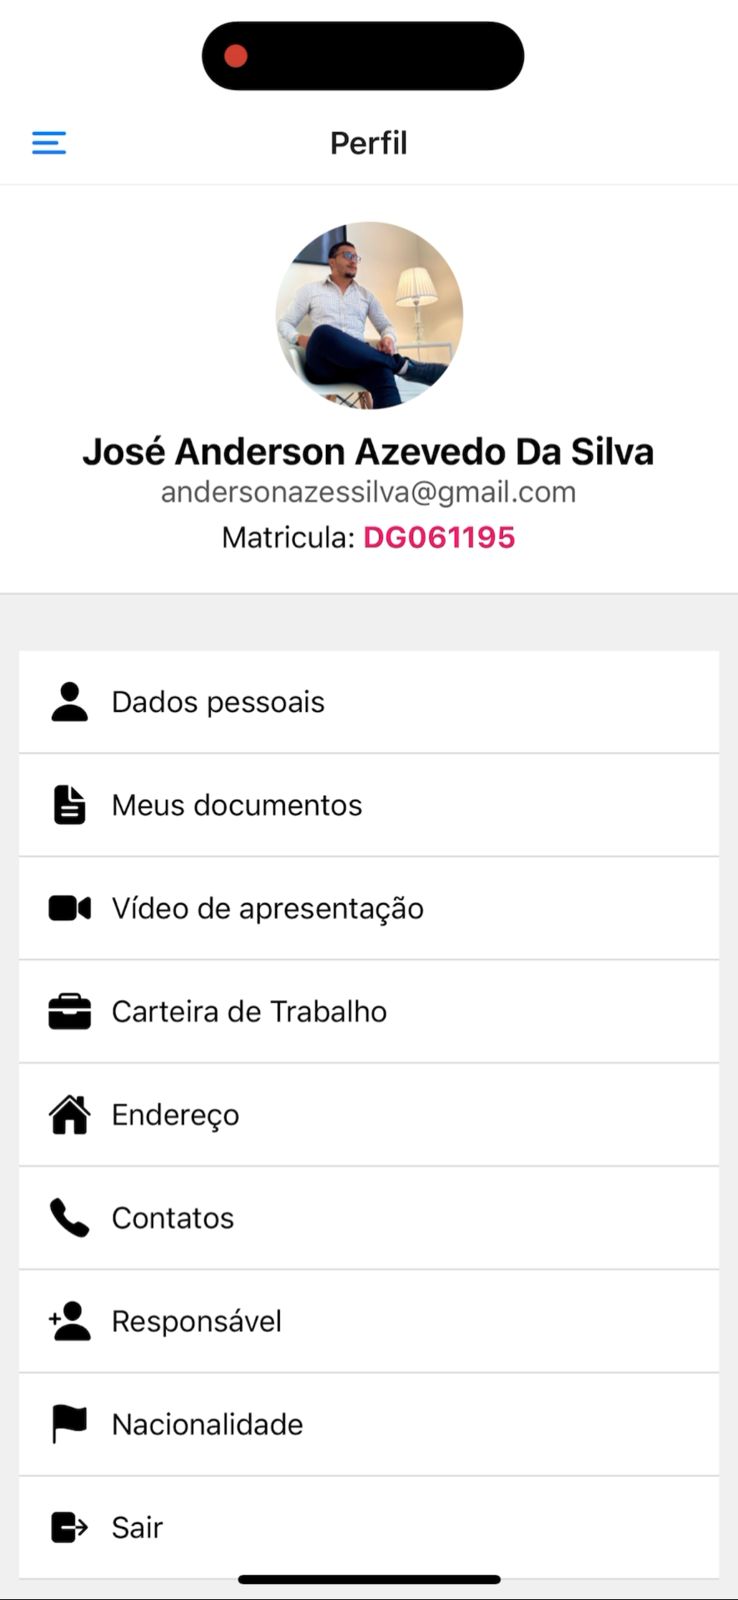 Perfil
José Anderson Azevedo Da Silva
andersonazessilva@gmail.com
Matricula: DG061195
Dados pessoais
Meus documentos
Vídeo de apresentação
Carteira de Trabalho
Endereço
Contatos
Responsável
Nacionalidade
Sair